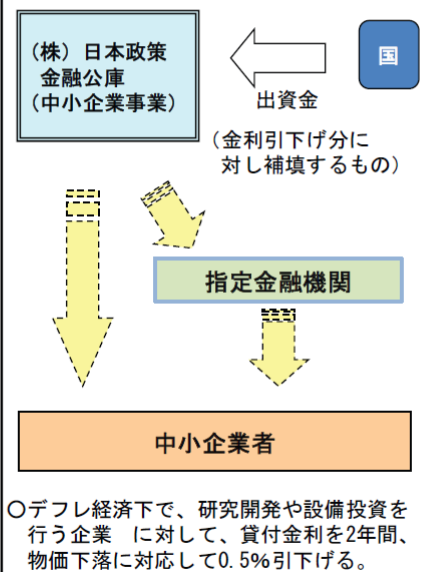 （株）日本政策
金融公庫
（中小企業事業）
国
出資金
（金利引下げ分に
対し補填するもの）
指定金融機関
中小企業者
〇デフレ経済下で、研究開発や設備投資を
行う企業　に対して、貸付金利を2年間、
物価下落に対応して0.5%引下げる。